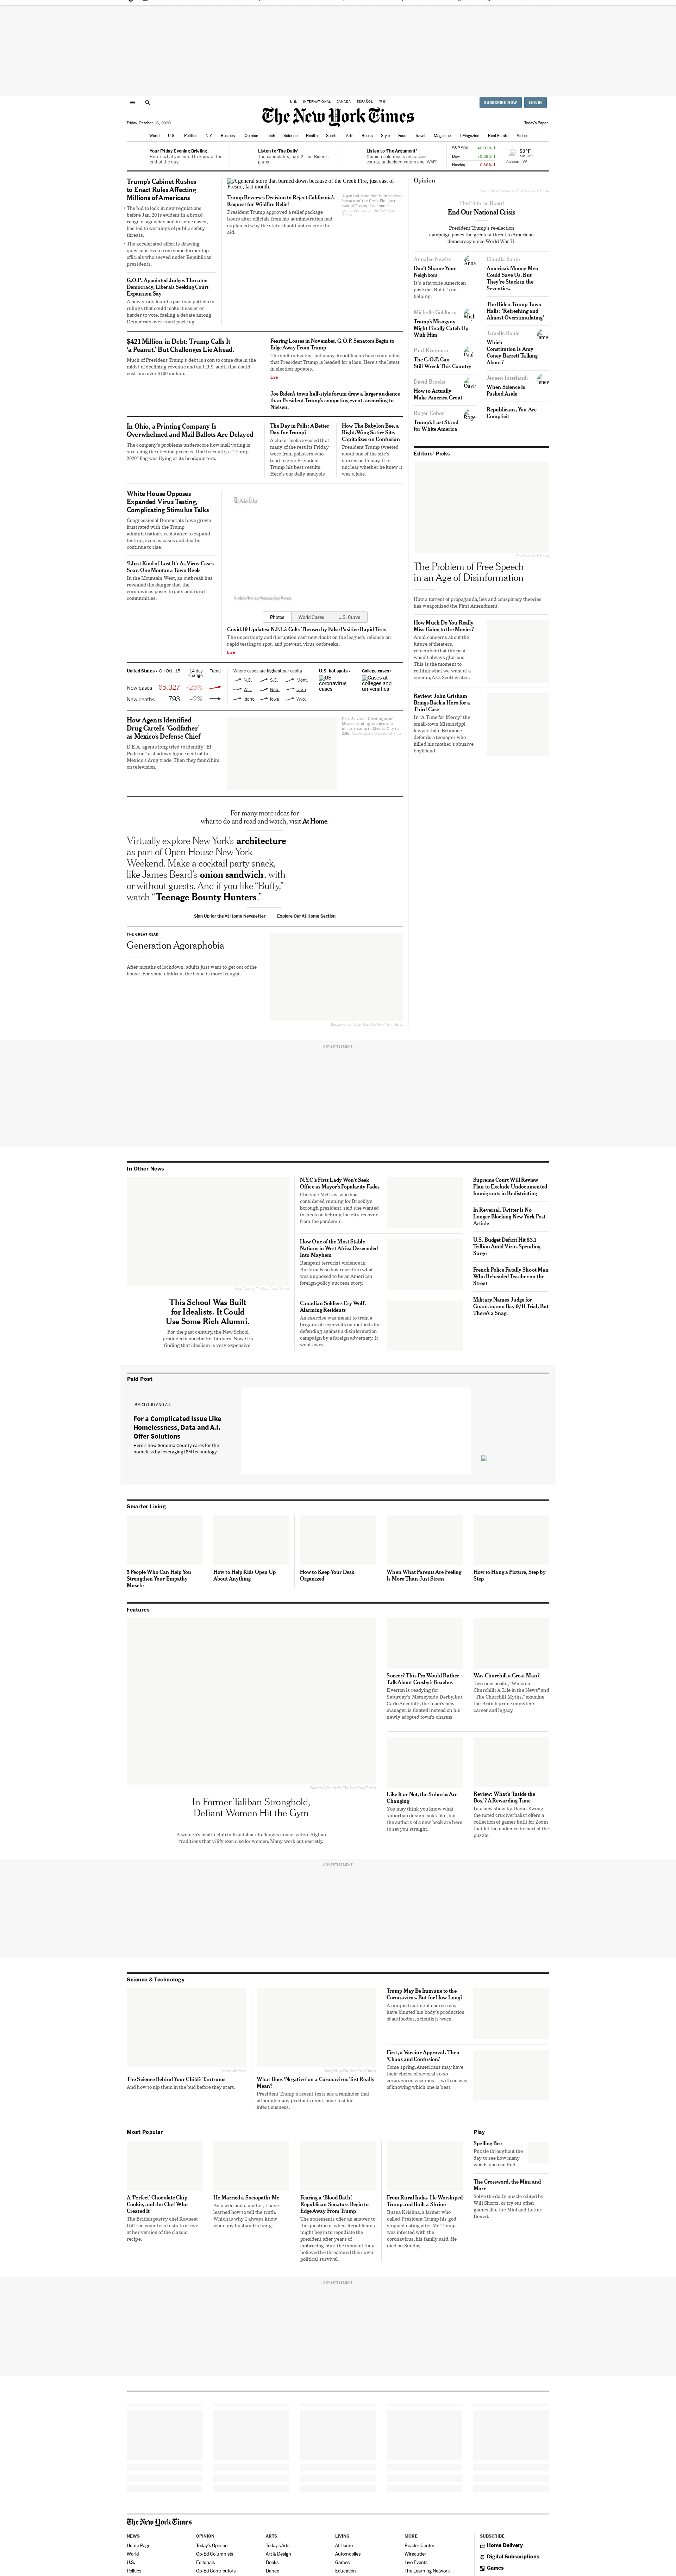 U.S. INTERNATIONAL CANADA ESPAÑOL 中文
SUBSCRIBE NOW LOG IN
Friday, October 16, 2020
The New York Times
Today's Paper
World U.S. Politics N.Y. Business Opinion Tech Science Health Sports Arts Books Style Food Travel Magazine T Magazine Real Estate Video
Your Friday Evening Briefing
Here's what you need to know at the end of the day.
Listen to 'The Daily'
The candidates, part 2: Joe Biden's plans.
Listen to 'The Argument'
Opinion columnists on packed courts, undecided voters and "WAP."
Ashburn, VA
Trump's Cabinet Rushes
to Enact Rules Affecting
Millions of Americans
The bid to lock in new regulations
before Jan. 20 is evident in a broad
range of agencies and in some cases,
has led to warnings of public safety
threats.
The accelerated effort is drawing
questions even from some former top
officials who served under Republican
presidents.
G.O.P.-Appointed Judges Threaten
Democracy, Liberals Seeking Court
Expansion Say
A new study found a partisan pattern in
rulings that could make it easier or
harder to vote, fueling a debate among
Democrats over court packing.
A general store that burned down because of the Creek Fire, just east of
Fresno, last month.
Trump Reverses Decision to Reject California's
Request for Wildfire Relief
President Trump approved a relief package
hours after officials from his administration had
explained why the state should not receive the
aid.
$421 Million in Debt: Trump Calls It
'a Peanut,' But Challenges Lie Ahead.
Much of President Trump's debt is soon to come due in the
midst of declining revenue and an I.R.S. audit that could
cost him over $100 millions.
Fearing Losses in November, G.O.P. Senators Begin to
Edge Away From Trump
The shift indicates that many Republicans have concluded
that President Trump is headed for a loss. Here's the latest
in election updates.
Live
Joe Biden's town hall-style forum drew a larger audience
than President Trump's competing event, according to
Nielsen.
In Ohio, a Printing Company Is
Overwhelmed and Mail Ballots Are Delayed
The company's problems underscore how mail voting is
stressing the election process. Until recently, a "Trump
2020" flag was flying at its headquarters.
The Day in Polls: A Better
Day for Trump?
A closer look revealed that
many of the results Friday
were from pollsters who
tend to give President
Trump his best results.
Here's our daily analysis.
How The Babylon Bee, a
Right-Wing Satire Site,
Capitalizes on Confusion
President Trump tweeted
about one of the site's
stories on Friday. It is
unclear whether he knew it
was a joke.
White House Opposes
Expanded Virus Testing,
Complicating Stimulus Talks
Congressional Democrats have grown
frustrated with the Trump
administration's resistance to expand
testing, even as cases and deaths
continue to rise.
'I Just Kind of Lost It': As Virus Cases
Soar, One Montana Town Reels
In the Mountain West, an outbreak has
revealed the danger that the
coronavirus poses to jails and rural
communities.
Photos World Cases U.S. Curve
Covid-19 Updates: N.F.L.'s Colts Thrown by False Positive Rapid Tests
The uncertainty and disruption cast new doubt on the league's reliance on
rapid testing to spot, and prevent, virus outbreaks.
Live
United States › On Oct. 15 14-day change Trend
New cases 65,327 +25%
New deaths 793 –2%
Where cases are highest per capita
N.D. S.D. Mont.
Wis. Neb. Utah
Idaho Iowa Wyo.
U.S. hot spots ›
US coronavirus cases
College cases ›
Cases at colleges and universities
How Agents Identified
Drug Cartel's 'Godfather'
as Mexico's Defense Chief
D.E.A. agents long tried to identify "El
Padrino," a shadowy figure central to
Mexico's drug trade. Then they found him
on television.
For many more ideas for
what to do and read and watch, visit At Home.
Virtually explore New York's architecture
as part of Open House New York
Weekend. Make a cocktail party snack,
like James Beard's onion sandwich, with
or without guests. And if you like "Buffy,"
watch "Teenage Bounty Hunters."
Sign Up for the At Home Newsletter Explore Our At Home Section
THE GREAT READ
Generation Agoraphobia
After months of lockdown, adults just want to get out of the
house. For some children, the issue is more fraught.
Opinion
The Editorial Board
End Our National Crisis
President Trump's re-election
campaign poses the greatest threat to American
democracy since World War II.
Annalee Newitz
Don't Shame Your
Neighbors
It's a favorite American
pastime. But it's not
helping.
Michelle Goldberg
Trump's Misogyny
Might Finally Catch Up
With Him
Paul Krugman
The G.O.P. Can
Still Wreck This Country
David Brooks
How to Actually
Make America Great
Roger Cohen
Trump's Last Stand
for White America
Claudia Sahm
America's Money Men
Could Save Us. But
They're Stuck in the
Seventies.
The Biden-Trump Town
Halls: 'Refreshing and
Almost Overstimulating'
Jamelle Bouie
Which
Constitution Is Amy
Coney Barrett Talking
About?
Jeneen Interlandi
When Science Is
Pushed Aside
Republicans, You Are
Complicit
Editors' Picks
The Problem of Free Speech
in an Age of Disinformation
How a torrent of propaganda, lies and conspiracy theories
has weaponized the First Amendment.
How Much Do You Really
Miss Going to the Movies?
Amid concerns about the
future of theaters,
remember that the past
wasn't always glorious.
This is the moment to
rethink what we want at a
cinema, A.O. Scott writes.
Review: John Grisham
Brings Back a Hero for a
Third Case
In "A Time for Mercy," the
small-town Mississippi
lawyer Jake Brigance
defends a teenager who
killed his mother's abusive
boyfriend.
ADVERTISEMENT
In Other News
This School Was Built
for Idealists. It Could
Use Some Rich Alumni.
For the past century, the New School
produced iconoclastic thinkers. Now it is
finding that idealism is very expensive.
N.Y.C.'s First Lady Won't Seek
Office as Mayor's Popularity Fades
Chirlane McCray, who had
considered running for Brooklyn
borough president, said she wanted
to focus on helping the city recover
from the pandemic.
How One of the Most Stable
Nations in West Africa Descended
Into Mayhem
Rampant terrorist violence in
Burkina Faso has rewritten what
was supposed to be an American
foreign-policy success story.
Canadian Soldiers Cry Wolf,
Alarming Residents
An exercise was meant to train a
brigade of reservists on methods for
defending against a disinformation
campaign by a foreign adversary. It
went awry.
Supreme Court Will Review
Plan to Exclude Undocumented
Immigrants in Redistricting
In Reversal, Twitter Is No
Longer Blocking New York Post
Article
U.S. Budget Deficit Hit $3.1
Trillion Amid Virus Spending
Surge
French Police Fatally Shoot Man
Who Beheaded Teacher on the
Street
Military Names Judge for
Guantánamo Bay 9/11 Trial. But
There's a Snag.
Paid Post
IBM CLOUD AND A.I.
For a Complicated Issue Like
Homelessness, Data and A.I.
Offer Solutions
Here's how Sonoma County cares for the
homeless by leveraging IBM technology.
Smarter Living
5 People Who Can Help You
Strengthen Your Empathy
Muscle
How to Help Kids Open Up
About Anything
How to Keep Your Desk
Organized
When What Parents Are Feeling
Is More Than Just Stress
How to Hang a Picture, Step by
Step
Features
In Former Taliban Stronghold,
Defiant Women Hit the Gym
A women's health club in Kandahar challenges conservative Afghan
traditions that vilify exercise for women. Many work out secretly.
Soccer? This Pro Would Rather
Talk About Crosby's Beaches
Everton is readying for
Saturday's Merseyside Derby, but
Carlo Ancelotti, the team's new
manager, is fixated instead on his
newly adopted town's charms.
Was Churchill a Great Man?
Two new books, "Winston
Churchill: A Life in the News" and
"The Churchill Myths," examine
the British prime minister's
career and legacy.
Like It or Not, the Suburbs Are
Changing
You may think you know what
suburban design looks like, but
the authors of a new book are here
to set you straight.
Review: What's 'Inside the
Box'? A Rewarding Time
In a new show by David Kwong,
the noted cruciverbalist offers a
collection of games built for Zoom
that let the audience be part of the
puzzle.
ADVERTISEMENT
Science & Technology
The Science Behind Your Child's Tantrums
And how to nip them in the bud before they start.
What Does 'Negative' on a Coronavirus Test Really
Mean?
President Trump's recent tests are a reminder that
although many products exist, none test for
infectiousness.
Trump May Be Immune to the
Coronavirus. But for How Long?
A unique treatment course may
have blunted his body's production
of antibodies, scientists warn.
First, a Vaccine Approval. Then
'Chaos and Confusion.'
Come spring, Americans may have
their choice of several so-so
coronavirus vaccines — with no way
of knowing which one is best.
Most Popular
A 'Perfect' Chocolate Chip
Cookie, and the Chef Who
Created It
The British pastry chef Ravneet
Gill ran countless tests to arrive
at her version of the classic
recipe.
He Married a Sociopath: Me
As a wife and a mother, I have
learned how to tell the truth.
Which is why I always know
when my husband is lying.
Fearing a 'Blood Bath,'
Republican Senators Begin to
Edge Away From Trump
The statements offer an answer to
the question of when Republicans
might begin to repudiate the
president after years of
embracing him: the moment they
believed he threatened their own
political survival.
From Rural India, He Worshiped
Trump and Built a Shrine
Bussa Krishna, a farmer who
called President Trump his god,
stopped eating after Mr. Trump
was infected with the
coronavirus, his family said. He
died on Sunday.
Play
Spelling Bee
Puzzle throughout the
day to see how many
words you can find.
The Crossword, the Mini and
More
Solve the daily puzzle edited by
Will Shortz, or try out other
games like the Mini and Letter
Boxed.
ADVERTISEMENT
The New York Times
NEWS
Home Page
World
U.S.
Politics
OPINION
Today's Opinion
Op-Ed Columnists
Editorials
Op-Ed Contributors
ARTS
Today's Arts
Art & Design
Books
Dance
LIVING
At Home
Automobiles
Games
Education
MORE
Reader Center
Wirecutter
Live Events
The Learning Network
SUBSCRIBE
Home Delivery
Digital Subscriptions
Games